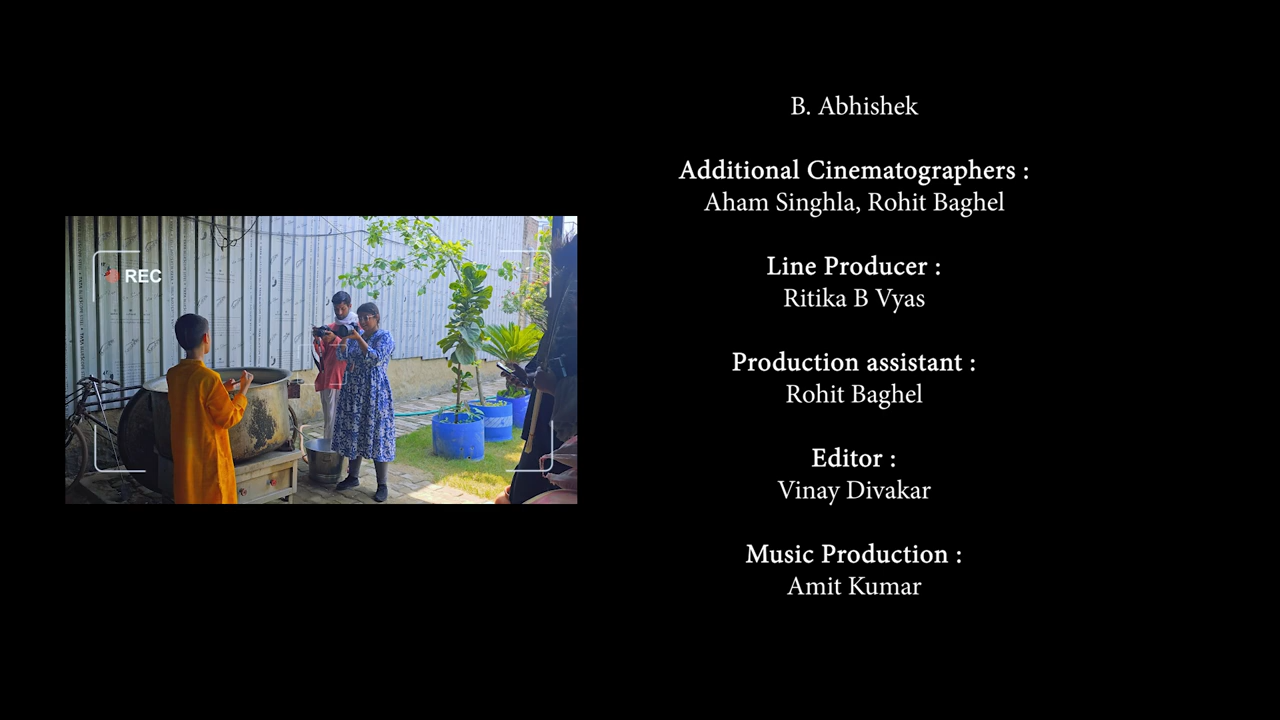 REC
B. Abhishek
Additional Cinematographers :
Aham Singhla, Rohit Baghel
Line Producer :
Ritika B Vyas
Production assistant :
Rohit Baghel
Editor :
Vinay Divakar
Music Production :
Amit Kumar